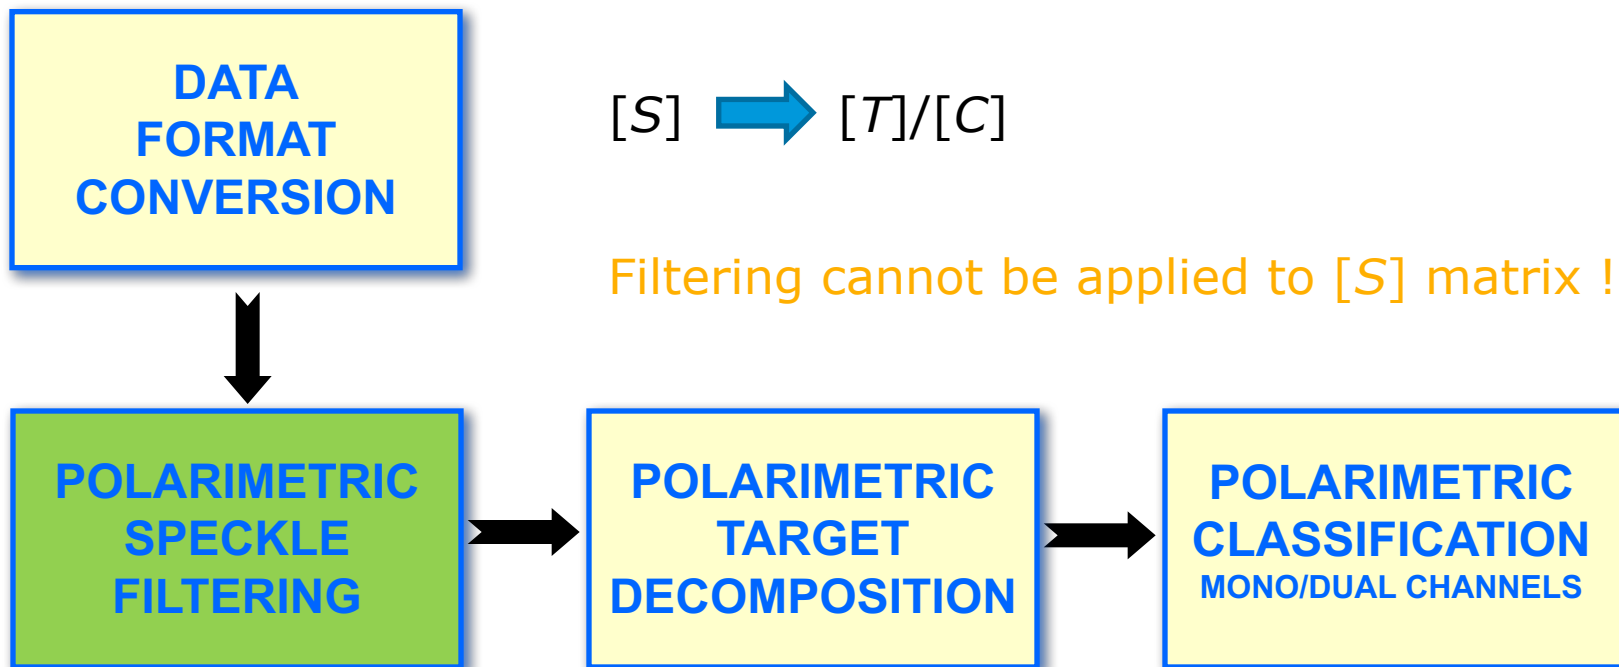 DATA
FORMAT
CONVERSION
[S] [T]/[C]
Filtering cannot be applied to [S] matrix !
POLARIMETRIC
SPECKLE
FILTERING
POLARIMETRIC
TARGET
DECOMPOSITION
POLARIMETRIC
CLASSIFICATION
MONO/DUAL CHANNELS